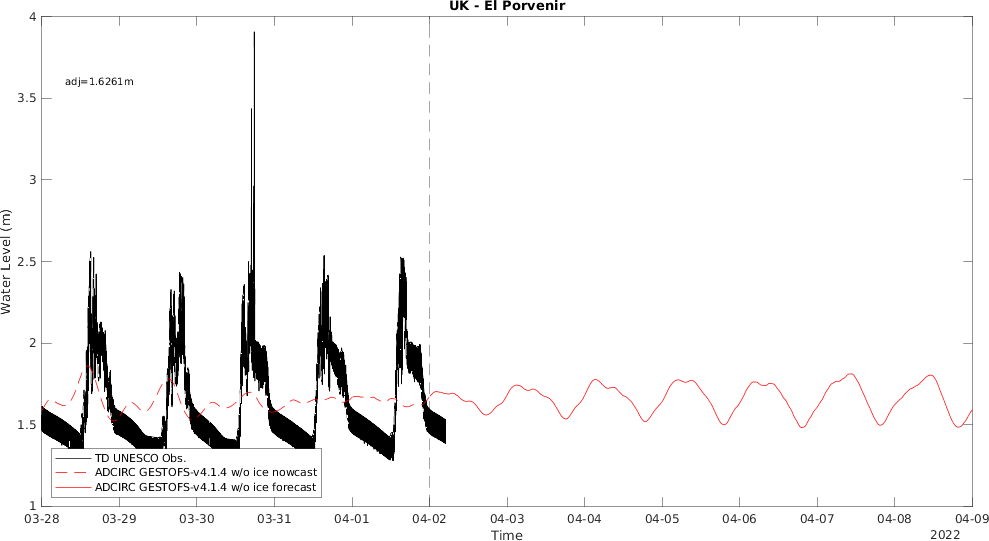 UK - El Porvenir
4
adj=1.6261m
3.5
3
2.5
Water Level (m)
2
1.5
TD UNESCO Obs.
ADCIRC GESTOFS-v4.1.4 w/o ice nowcast
ADCIRC GESTOFS-v4.1.4 w/o ice forecast
1
03-28 03-29 03-30 03-31 04-01 04-02 04-03 04-04 04-05 04-06 04-07 04-08 04-09
Time
2022